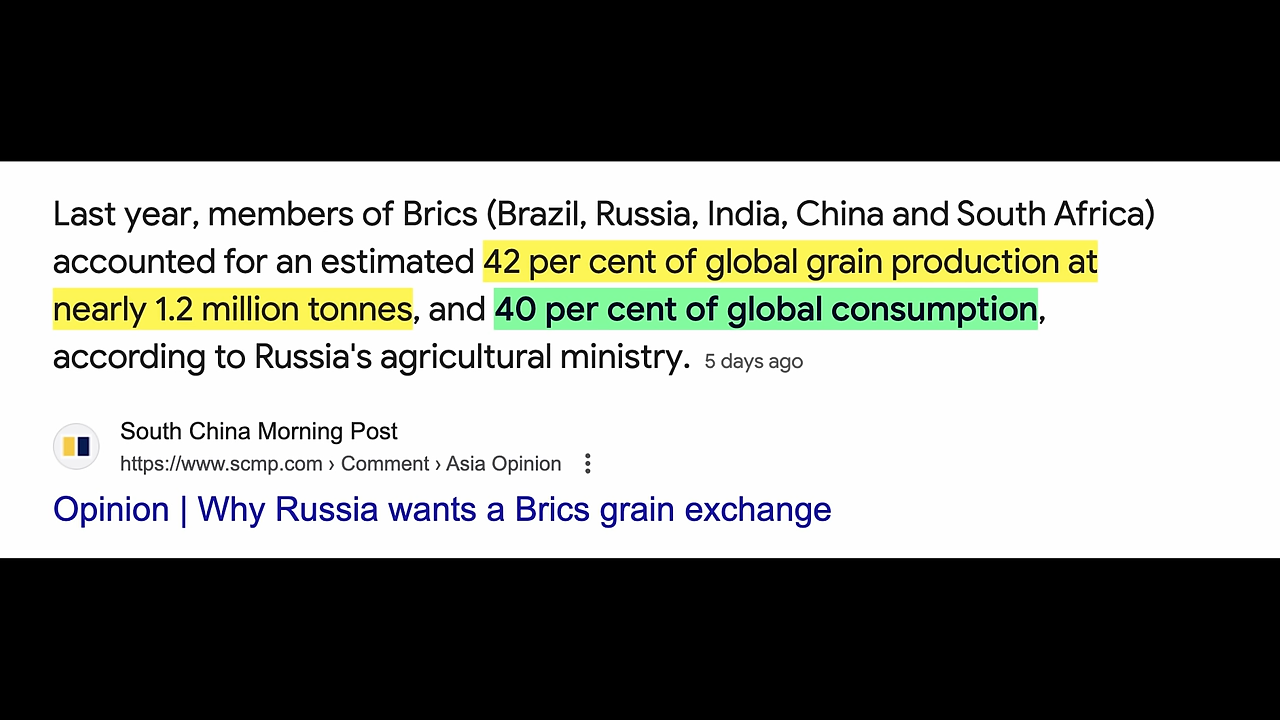 Last year, members of Brics (Brazil, Russia, India, China and South Africa)
accounted for an estimated 42 per cent of global grain production at
nearly 1.2 million tonnes, and 40 per cent of global consumption,
according to Russia's agricultural ministry. 5 days ago
South China Morning Post
https://www.scmp.com › Comment › Asia Opinion
Opinion | Why Russia wants a Brics grain exchange